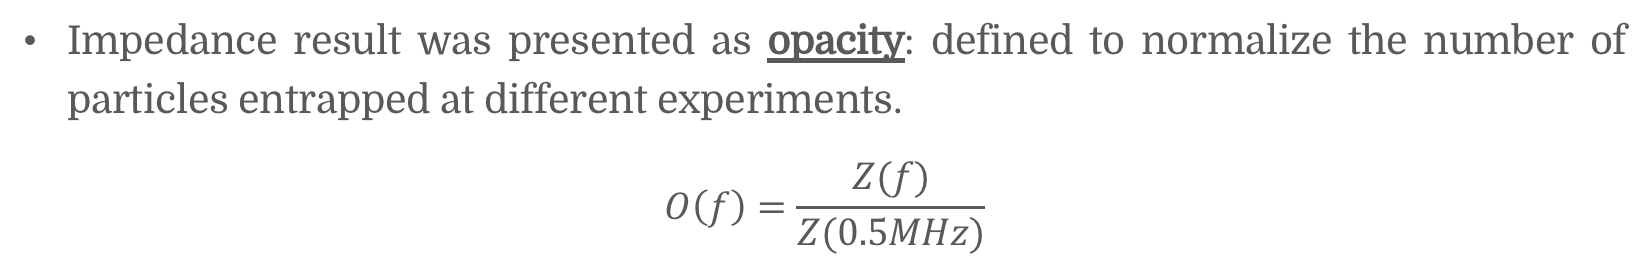 • Impedance result was presented as opacity: defined to normalize the number of
particles entrapped at different experiments.
O(f) = Z(f) / Z(0.5MHz)